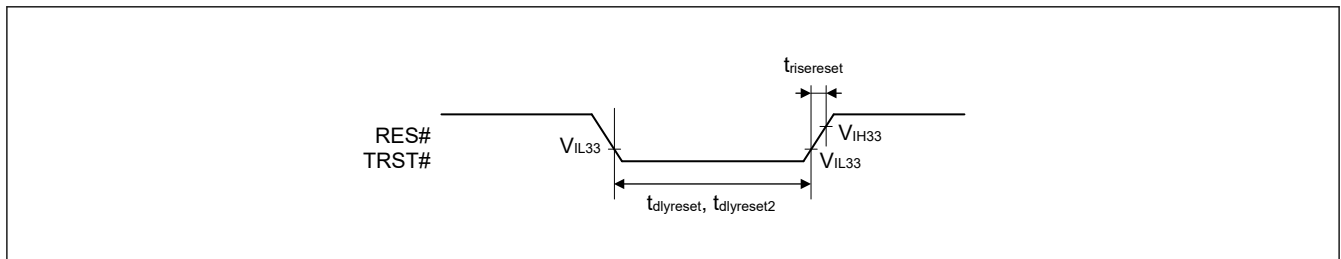 trisereset
RES#
TRST#
VIL33
VIH33
VIL33
tdlyreset, tdlyreset2